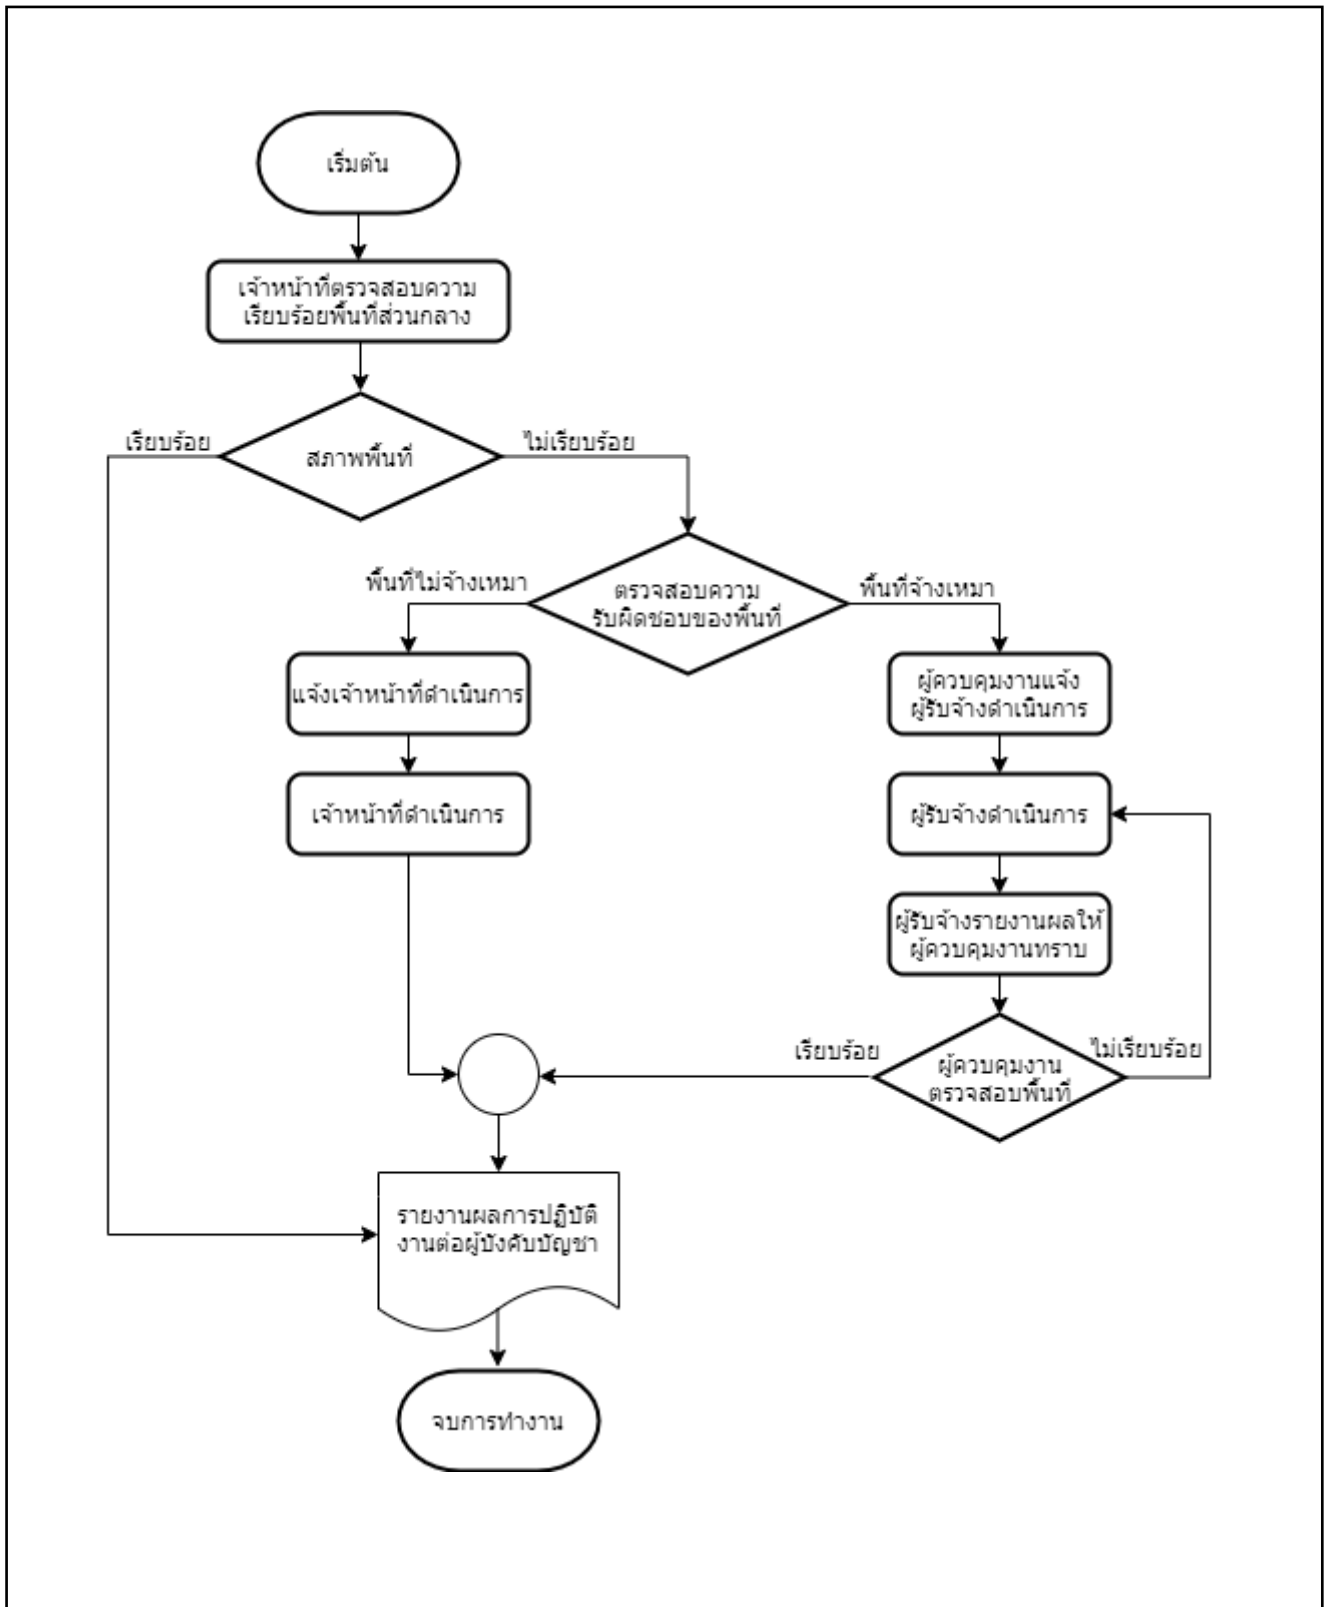 เริ่มต้น
เจ้าหน้าที่ตรวจสอบความ
เรียบร้อยพื้นที่ส่วนกลาง
เรียบร้อย
สภาพพื้นที่
ไม่เรียบร้อย
พื้นที่ไม่จ้างเหมา
ตรวจสอบความ
รับผิดชอบของพื้นที่
พื้นที่จ้างเหมา
แจ้งเจ้าหน้าที่ดำเนินการ
ผู้ควบคุมงานแจ้ง
ผู้รับจ้างดำเนินการ
เจ้าหน้าที่ดำเนินการ
ผู้รับจ้างดำเนินการ
ผู้รับจ้างรายงานผลให้
ผู้ควบคุมงานทราบ
เรียบร้อย
ผู้ควบคุมงาน
ตรวจสอบพื้นที่
ไม่เรียบร้อย
รายงานผลการปฏิบัติ
งานต่อผู้บังคับบัญชา
จบการทำงาน